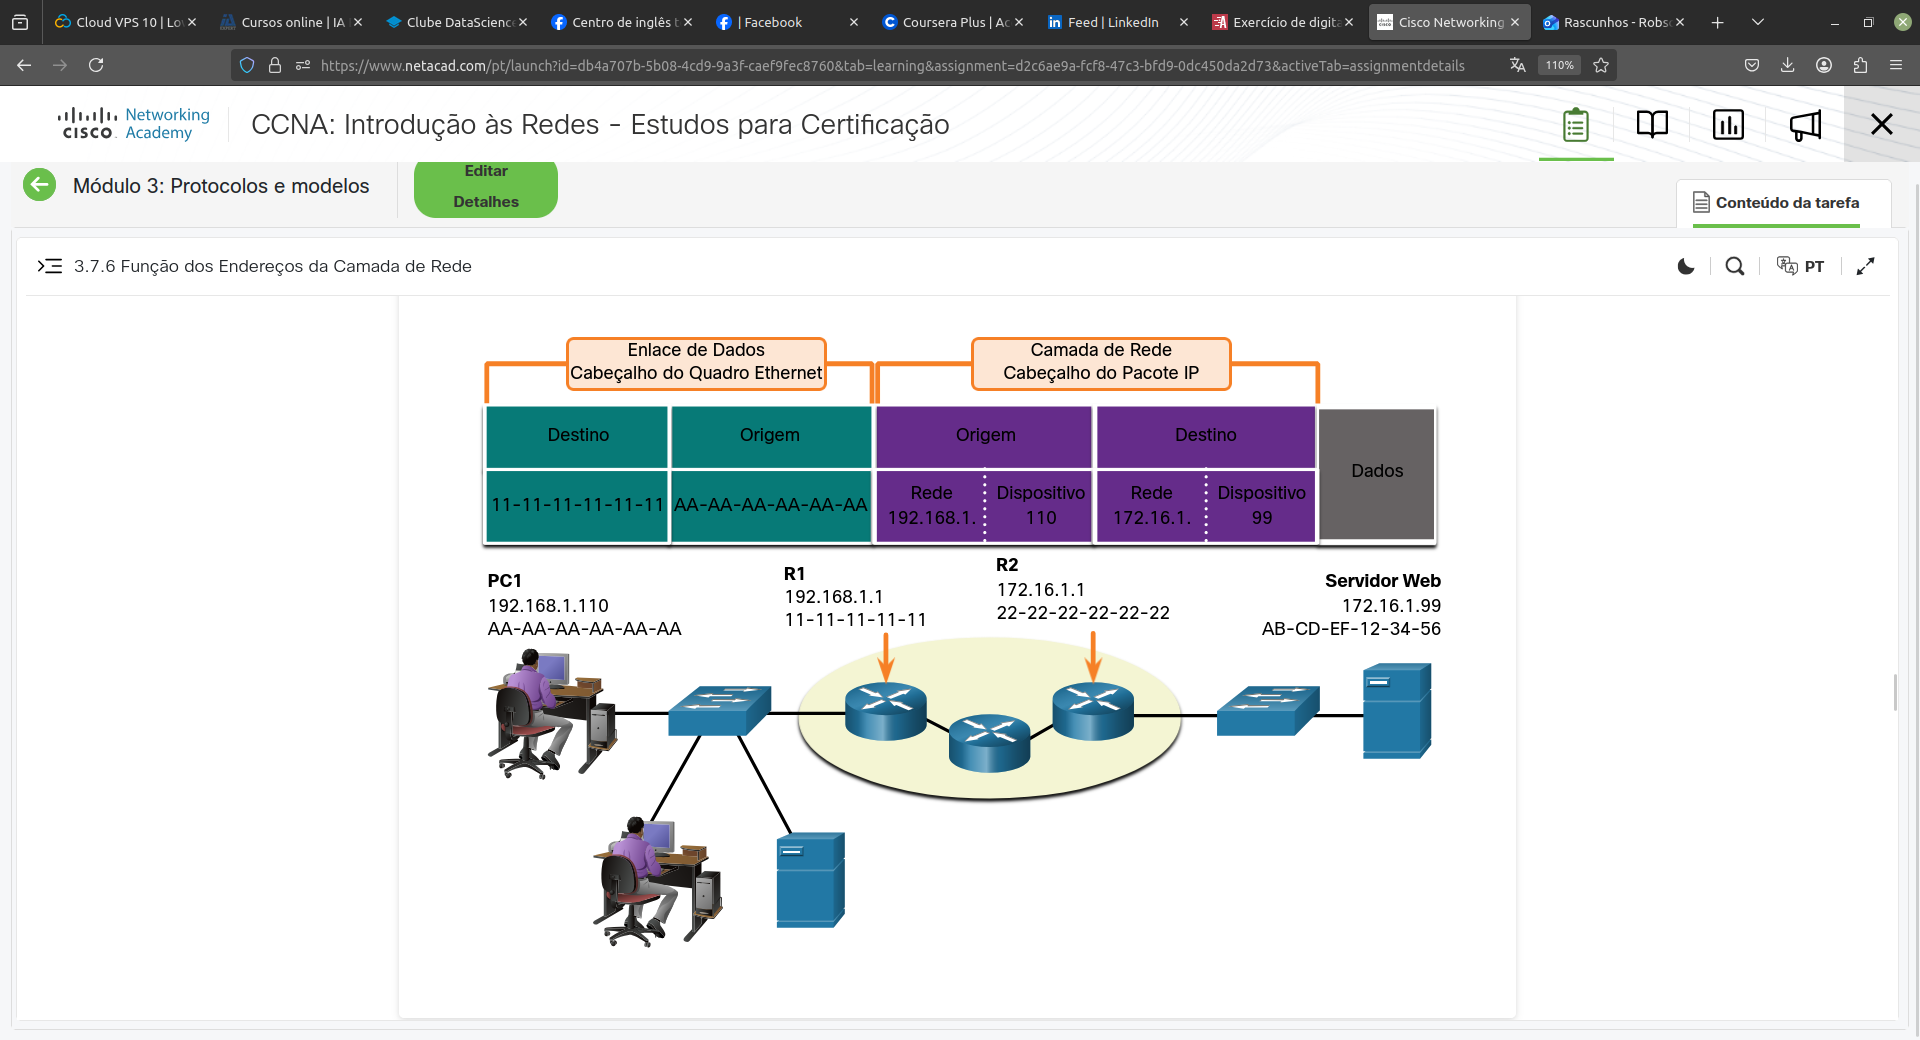 Cloud VPS 10 | Lo
Cursos online | IA
Clube DataScience
Centro de inglês t
| Facebook
Coursera Plus | Ac
Feed | LinkedIn
Exercício de digita
Cisco Networking
Rascunhos - Robso
https://www.netacad.com/pt/launch?id=db4a707b-5b08-4cd9-9a3f-caef9fec8760&tab=learning&assignment=d2c6ae9a-fcf8-47c3-bfd9-0dc450da2d73&activeTab=assignmentdetails
110%
cisco Networking Academy
CCNA: Introdução às Redes - Estudos para Certificação
Módulo 3: Protocolos e modelos
Editar
Detalhes
Conteúdo da tarefa
3.7.6 Função dos Endereços da Camada de Rede
PT
Enlace de Dados
Cabeçalho do Quadro Ethernet
Camada de Rede
Cabeçalho do Pacote IP
Destino
Origem
Origem
Destino
Dados
11-11-11-11-11-11
AA-AA-AA-AA-AA-AA
Rede
192.168.1.
Dispositivo
110
Rede
172.16.1.
Dispositivo
99
PC1
192.168.1.110
AA-AA-AA-AA-AA-AA
R1
192.168.1.1
11-11-11-11-11
R2
172.16.1.1
22-22-22-22-22-22
Servidor Web
172.16.1.99
AB-CD-EF-12-34-56